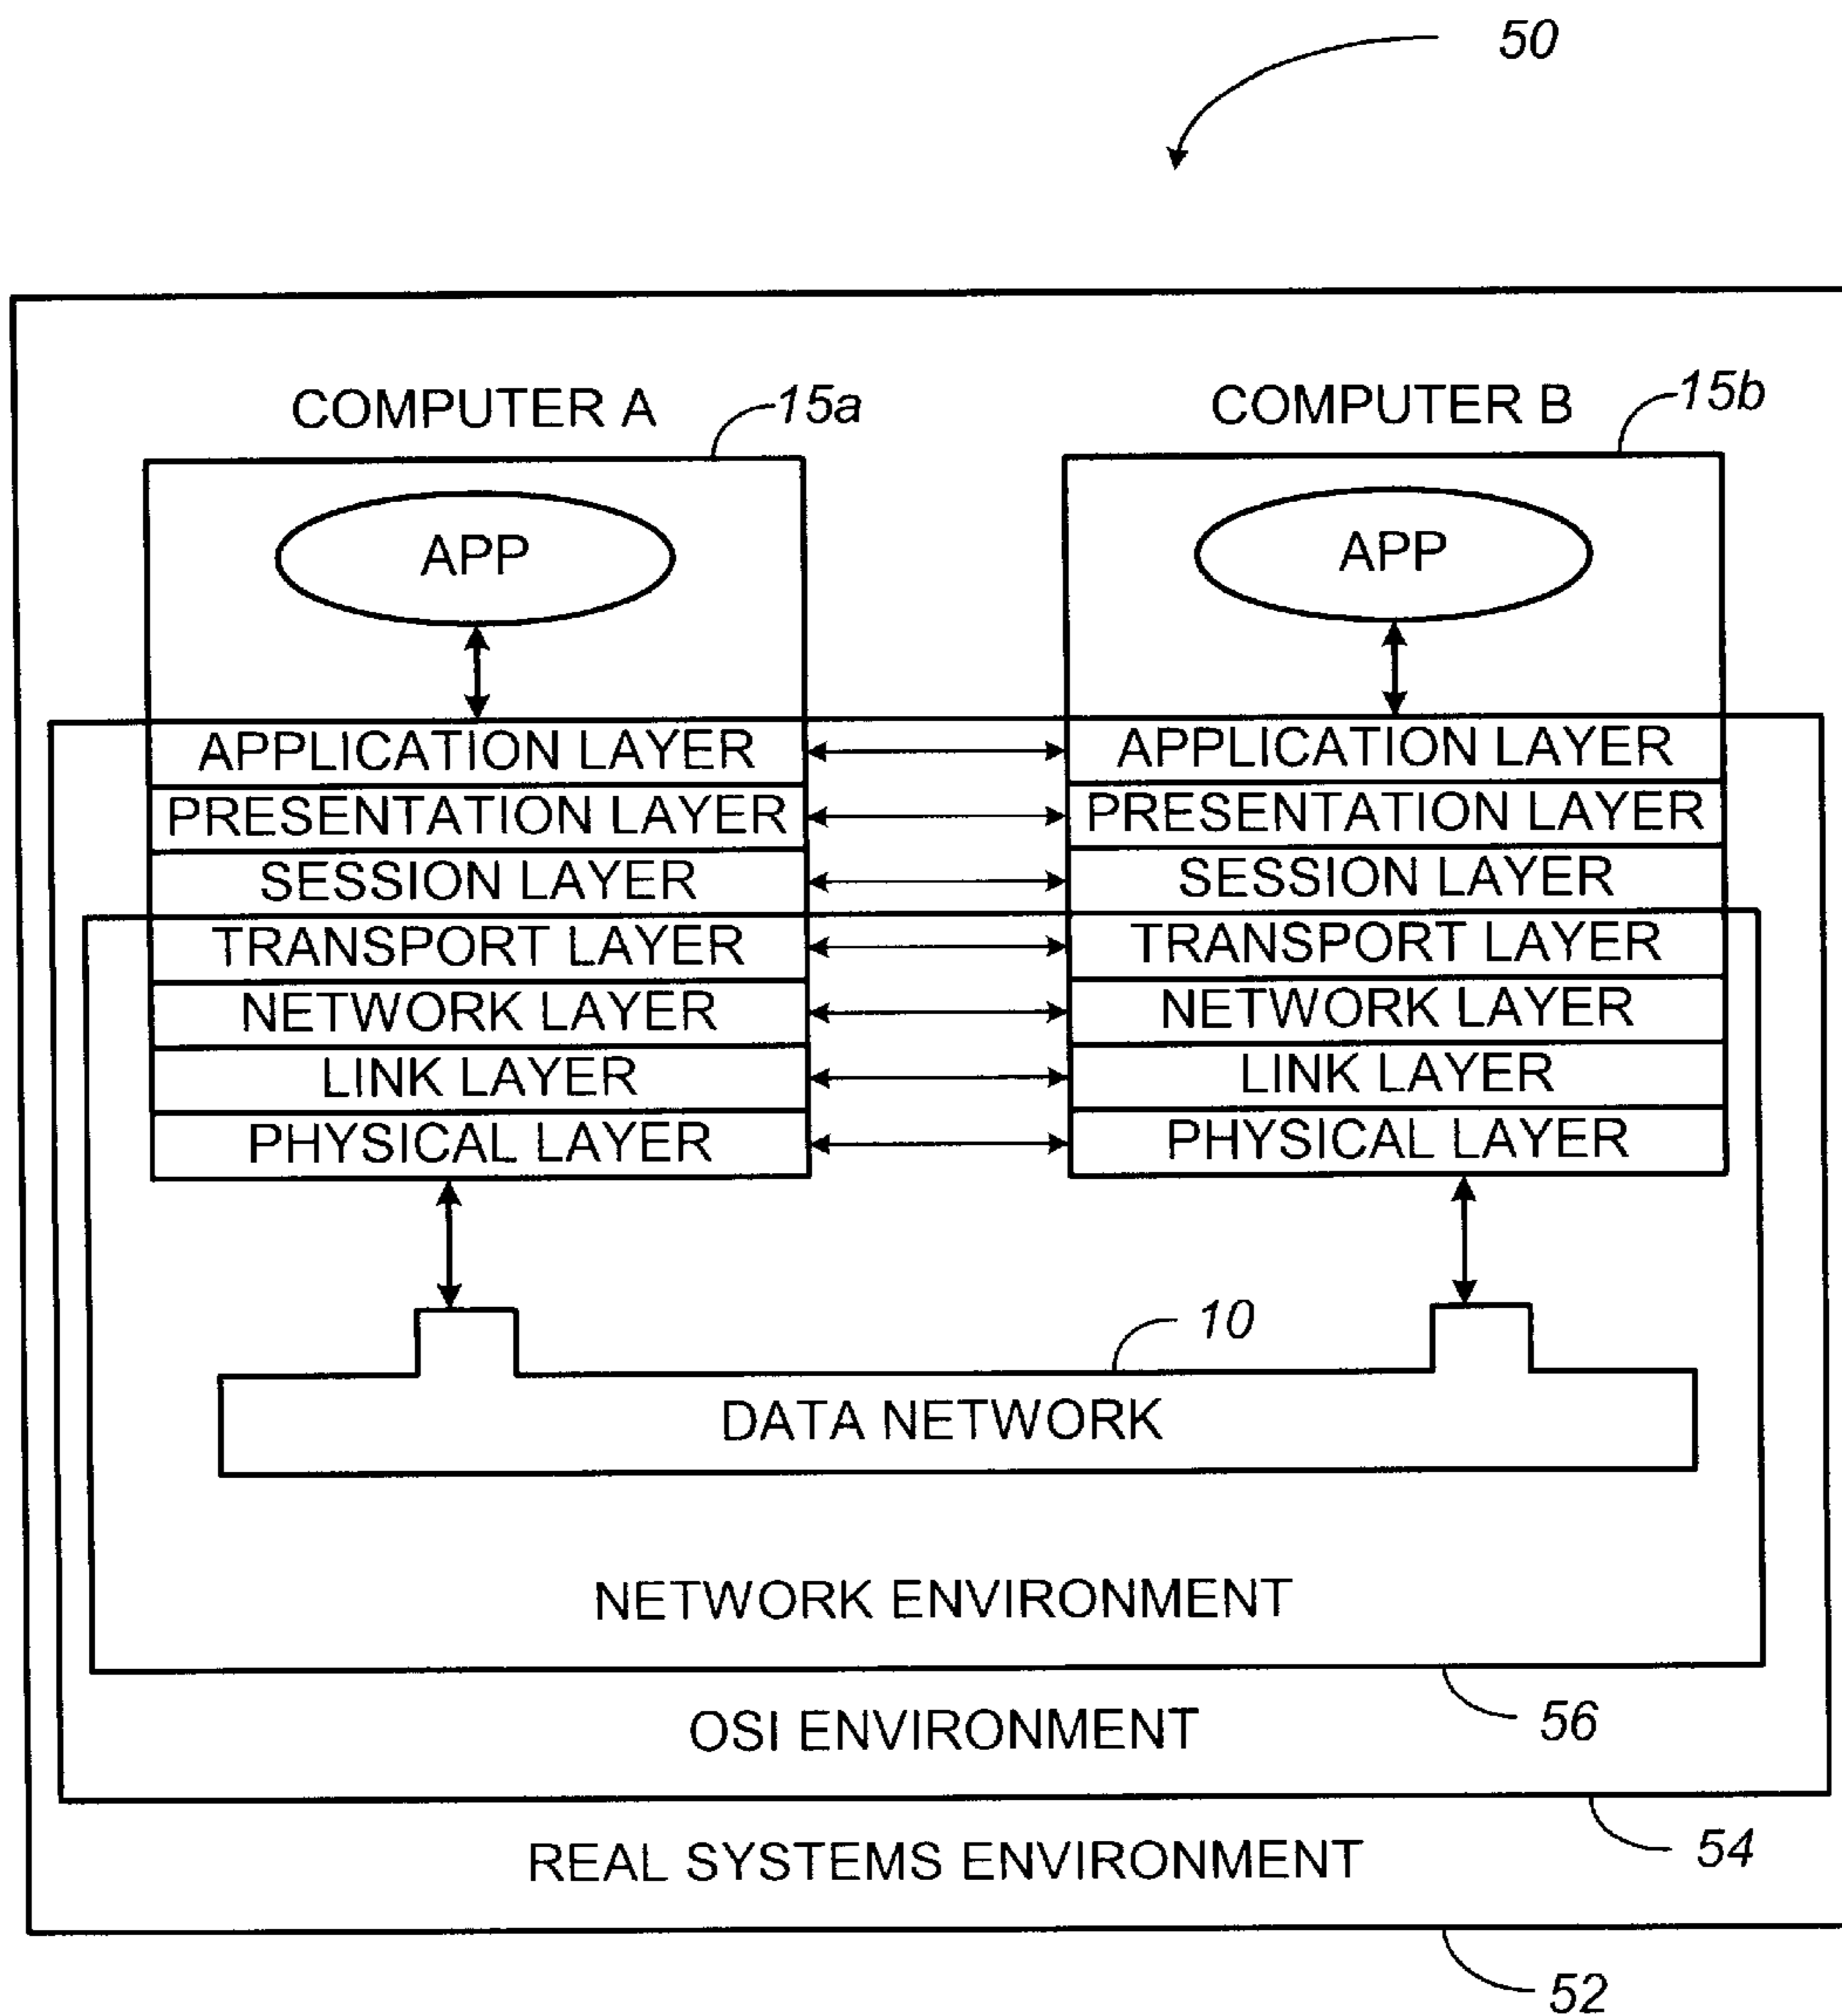 50
COMPUTER A
15a
COMPUTER B
15b
APP
APP
APPLICATION LAYER
APPLICATION LAYER
PRESENTATION LAYER
PRESENTATION LAYER
SESSION LAYER
SESSION LAYER
TRANSPORT LAYER
TRANSPORT LAYER
NETWORK LAYER
NETWORK LAYER
LINK LAYER
LINK LAYER
PHYSICAL LAYER
PHYSICAL LAYER
10
DATA NETWORK
NETWORK ENVIRONMENT
56
OSI ENVIRONMENT
54
REAL SYSTEMS ENVIRONMENT
52